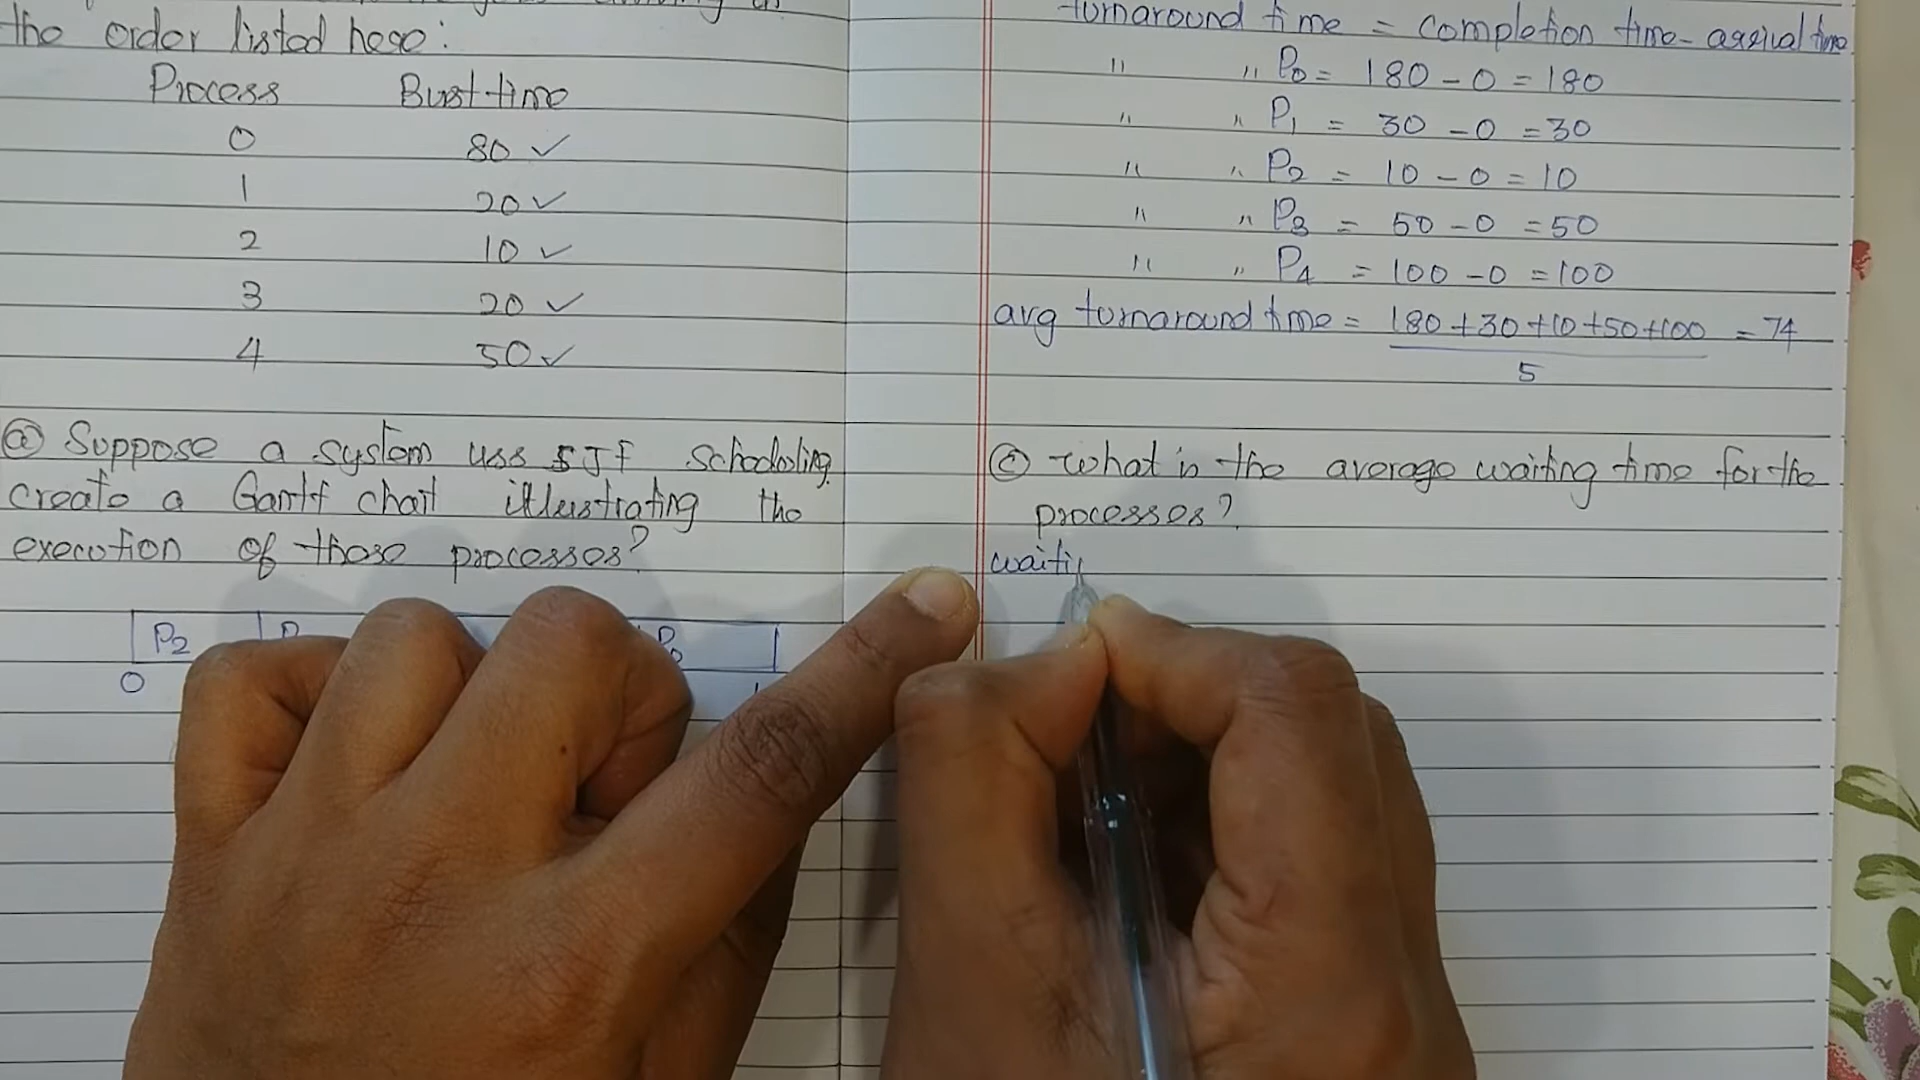 the order listed here:
Process Burst time
0 80 ✓
1 20 ✓
2 10 ✓
3 20 ✓
4 50 ✓
ⓐ Suppose a system uses SJF scheduling.
create a Gantt chart illustrating the
execution of these processes?
P2 P P0
0
turnaround time = completion time - arrival time
" " P0 = 180 - 0 = 180
" " P1 = 30 - 0 = 30
" " P2 = 10 - 0 = 10
" " P3 = 50 - 0 = 50
" " P4 = 100 - 0 = 100
avg turnaround time = 180+30+10+50+100 = 74
5
ⓒ What is the average waiting time for the
processes?
waiti